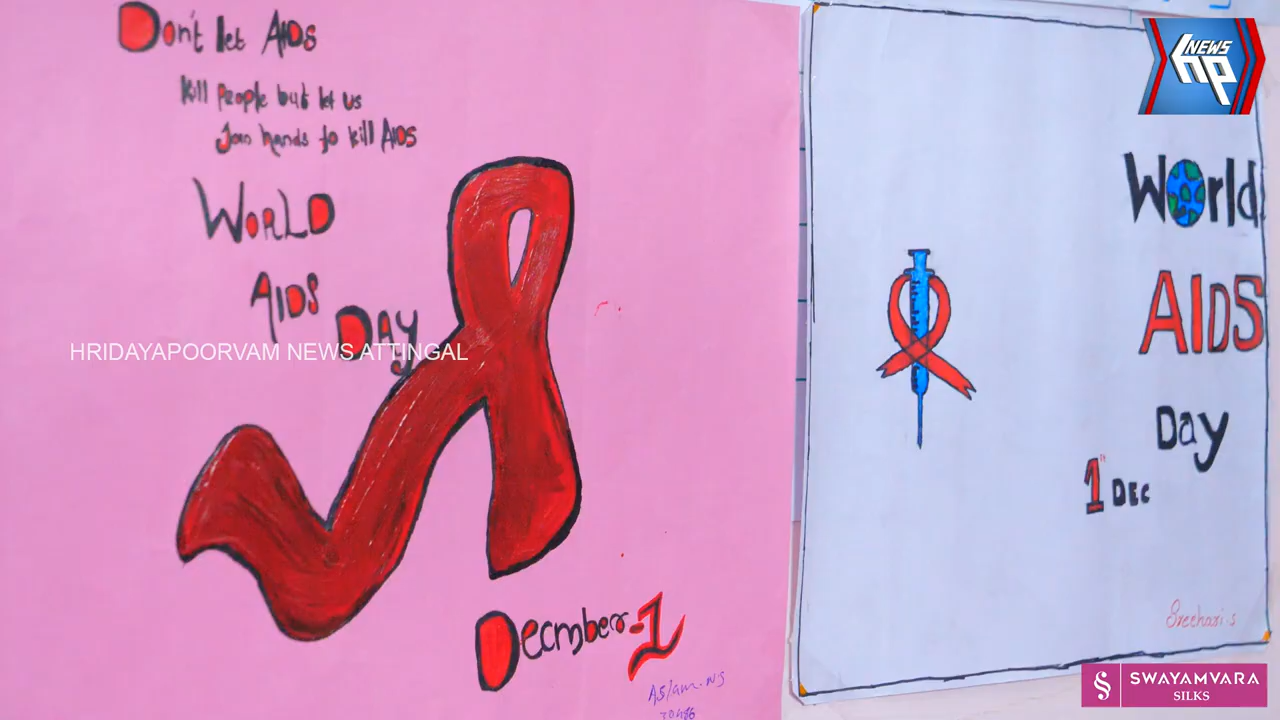 Don't let AIDS
Kill People but let us
Join hands to kill AIDS
WORLD
AIDS
DAY
HRIDAYAPOORVAM NEWS ATTINGAL
Decmber-1
Aslam.NS
NEWS
HP
World
AIDS
Day
1st DEC
Sreehari.S
SWAYAMVARA
SILKS